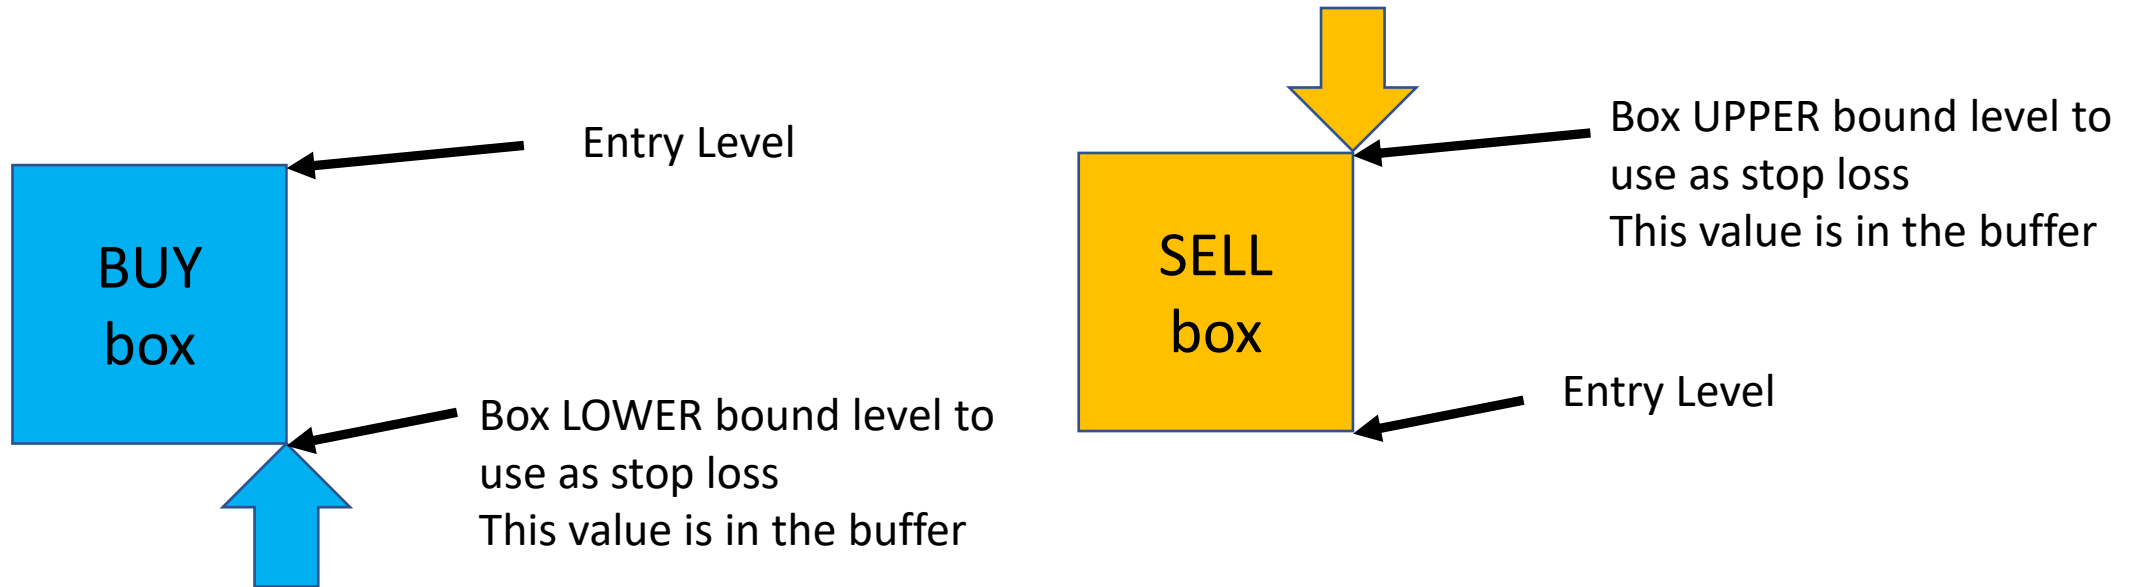 BUY
box
Entry Level
Box LOWER bound level to
use as stop loss
This value is in the buffer
SELL
box
Box UPPER bound level to
use as stop loss
This value is in the buffer
Entry Level